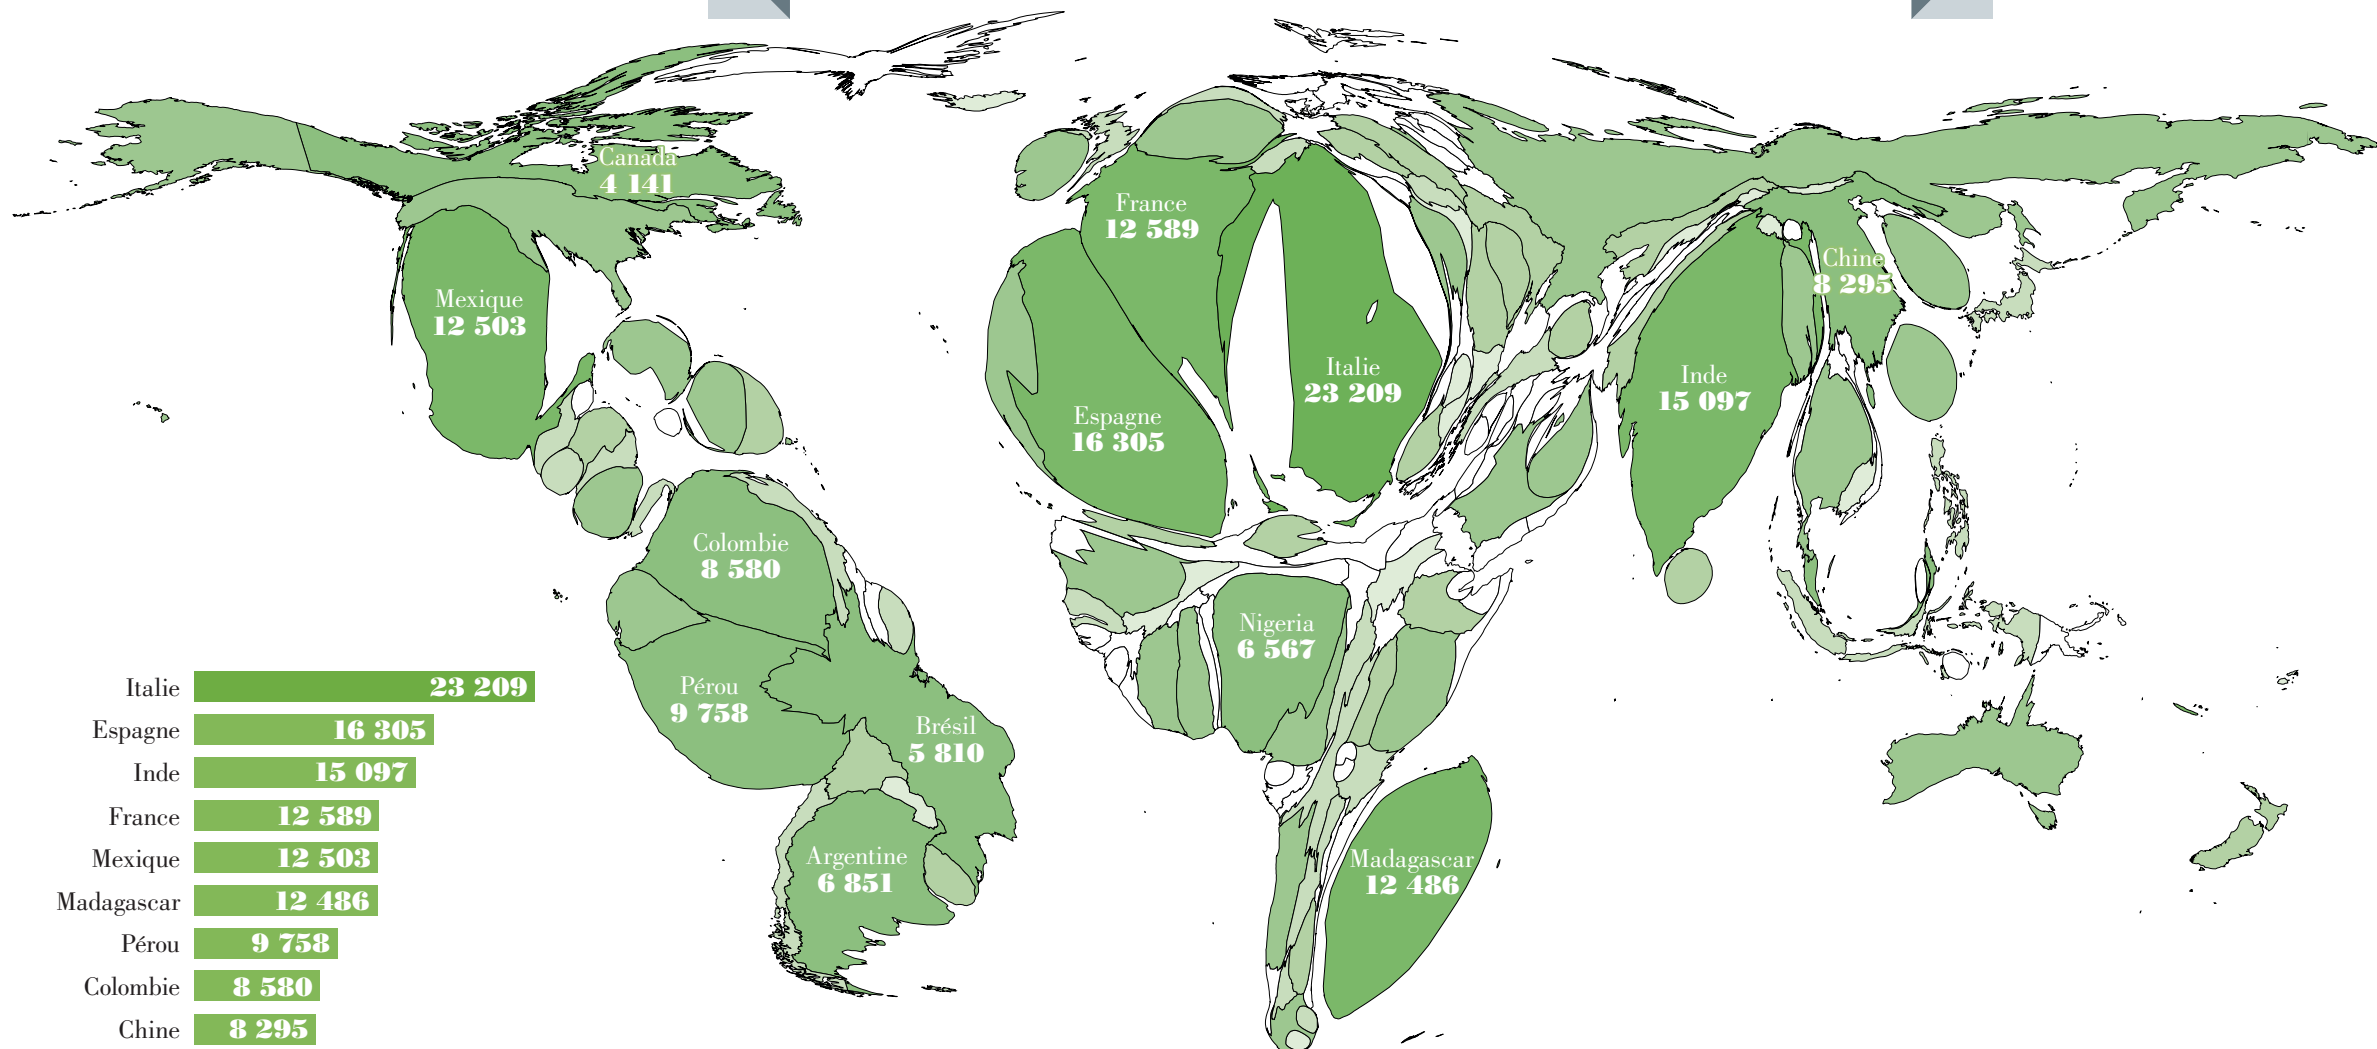 Canada
4 141
France
12 589
Mexique
12 503
Chine
8 295
Italie
23 209
Inde
15 097
Espagne
16 305
Colombie
8 580
Nigeria
6 567
Pérou
9 758
Brésil
5 810
Argentine
6 851
Madagascar
12 486
Italie 23 209
Espagne 16 305
Inde 15 097
France 12 589
Mexique 12 503
Madagascar 12 486
Pérou 9 758
Colombie 8 580
Chine 8 295